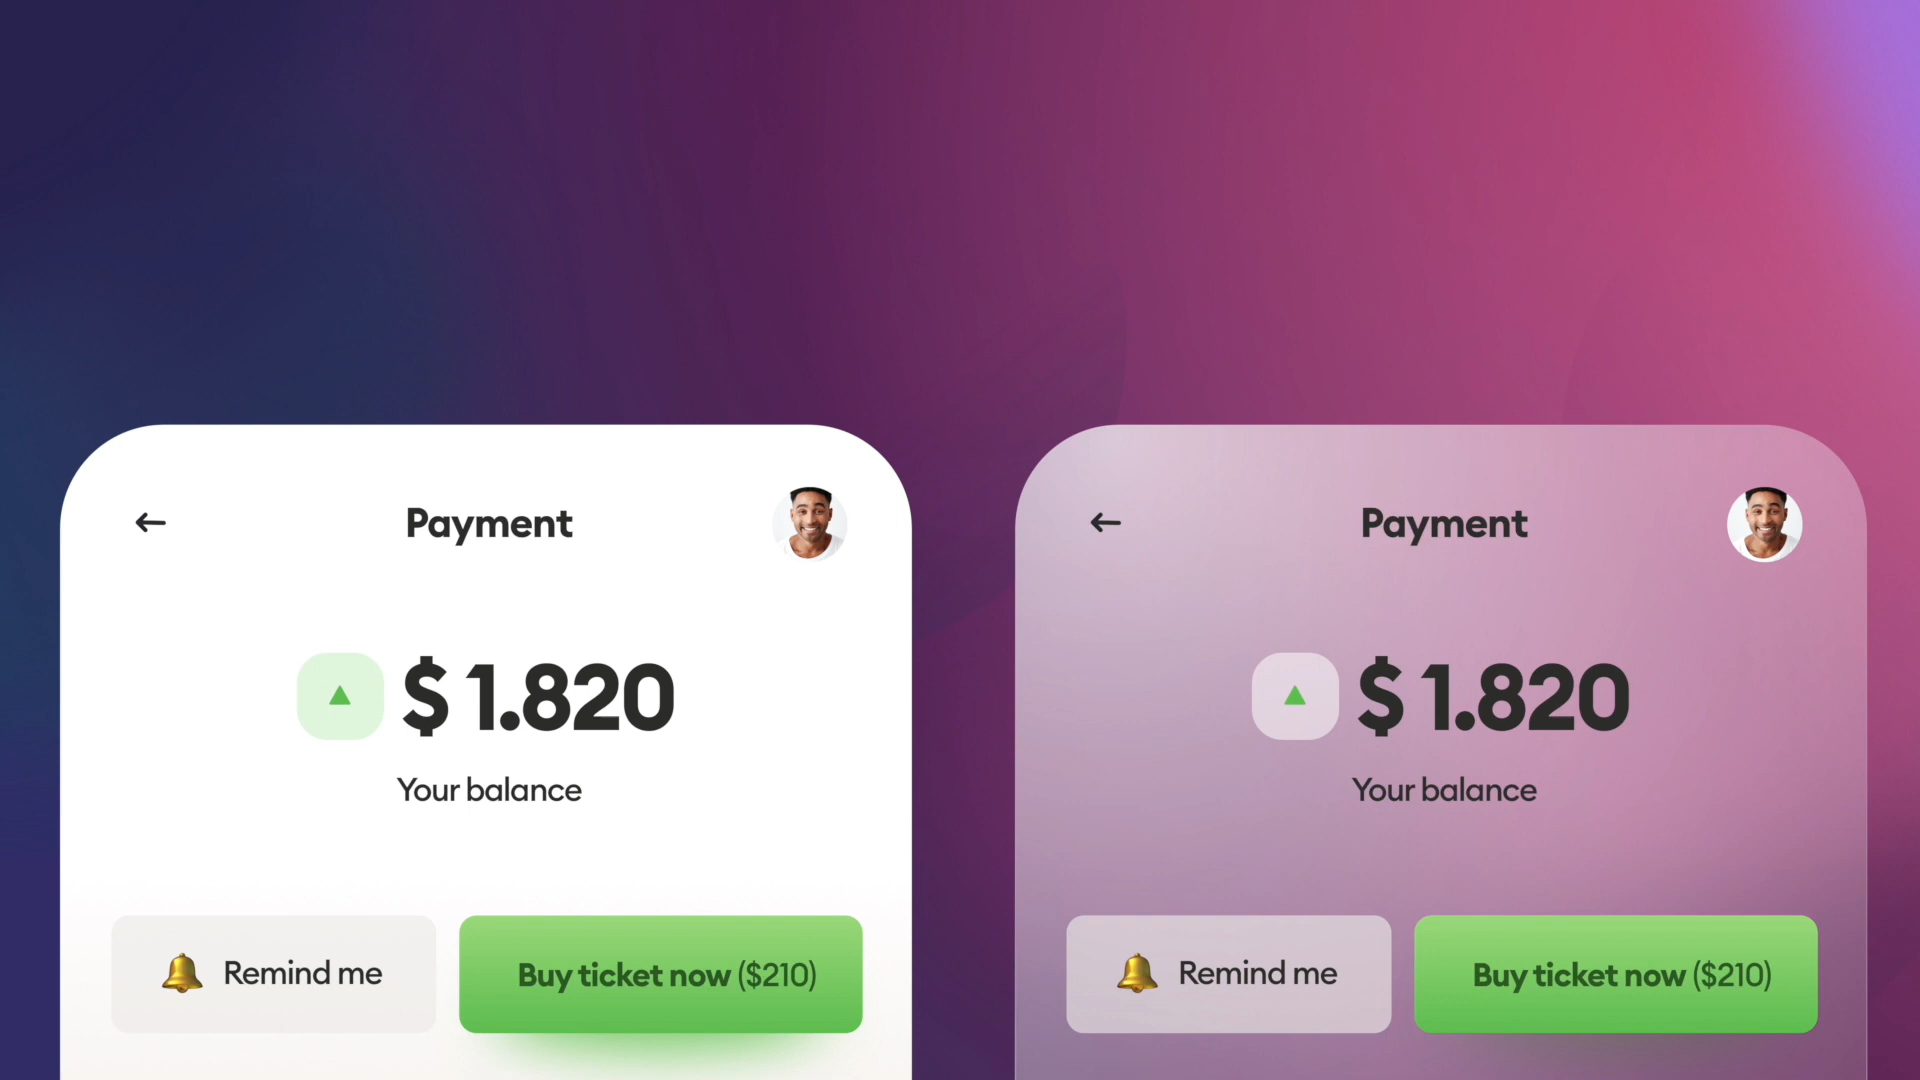 Payment
$ 1.820
Your balance
Remind me
Buy ticket now ($210)
Payment
$ 1.820
Your balance
Remind me
Buy ticket now ($210)